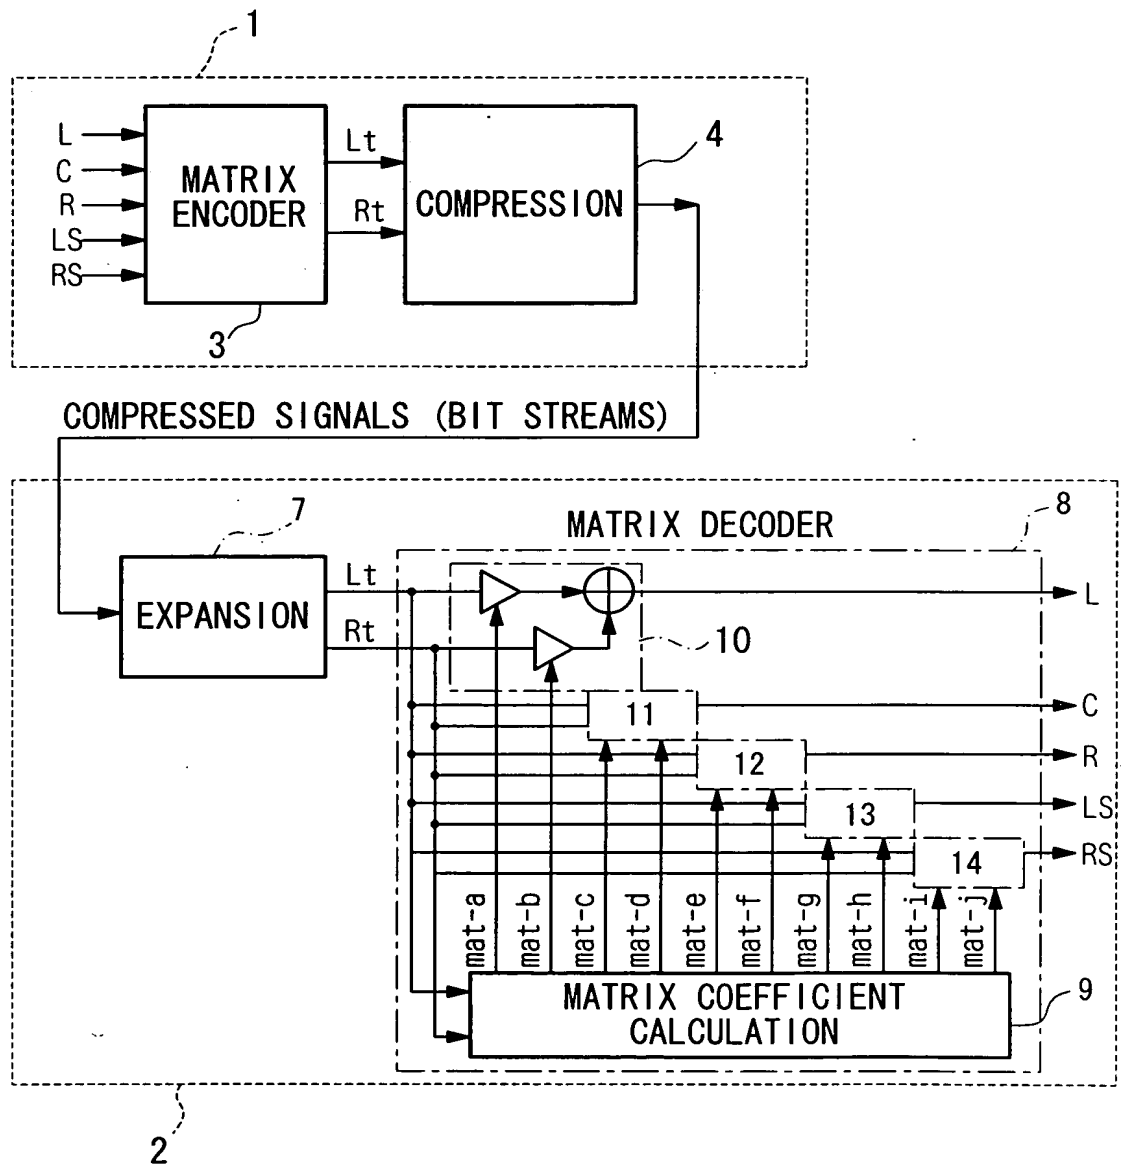 1
L
C
R
LS
RS
MATRIX
ENCODER
Lt
Rt
COMPRESSION
4
3
COMPRESSED SIGNALS (BIT STREAMS)
7
MATRIX DECODER
8
EXPANSION
Lt
Rt
10
L
11
C
12
R
13
LS
14
RS
mat-a
mat-b
mat-c
mat-d
mat-e
mat-f
mat-g
mat-h
mat-i
mat-j
MATRIX COEFFICIENT
CALCULATION
9
2